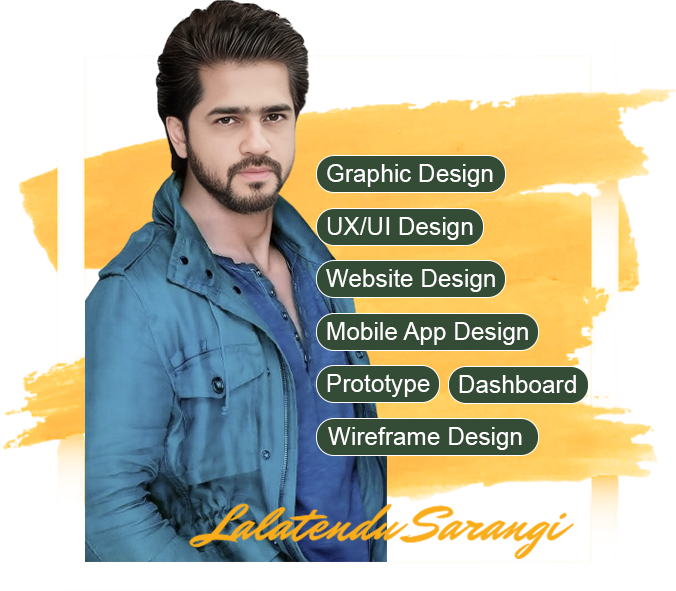 Graphic Design
UX/UI Design
Website Design
Mobile App Design
Prototype Dashboard
Wireframe Design
Lalatendu Sarangi